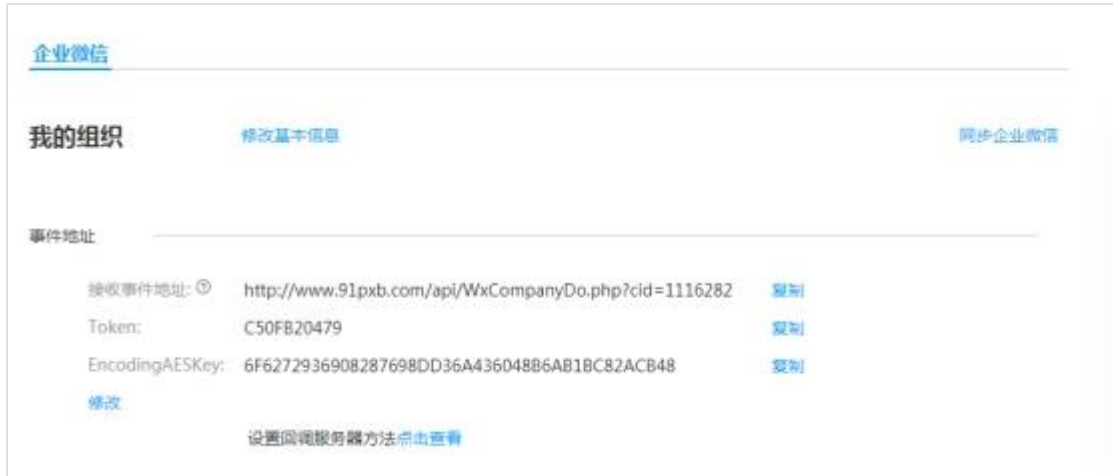 企业微信
我的组织 修改基本信息 同步企业微信
事件地址
接收事件地址: ? http://www.91pxb.com/api/WxCompanyDo.php?cid=1116282 复制
Token: C50FB20479 复制
EncodingAESKey: 6F6272936908287698DD36A436048B6AB1BC82ACB48 复制
修改
设置回调服务器方法点击查看